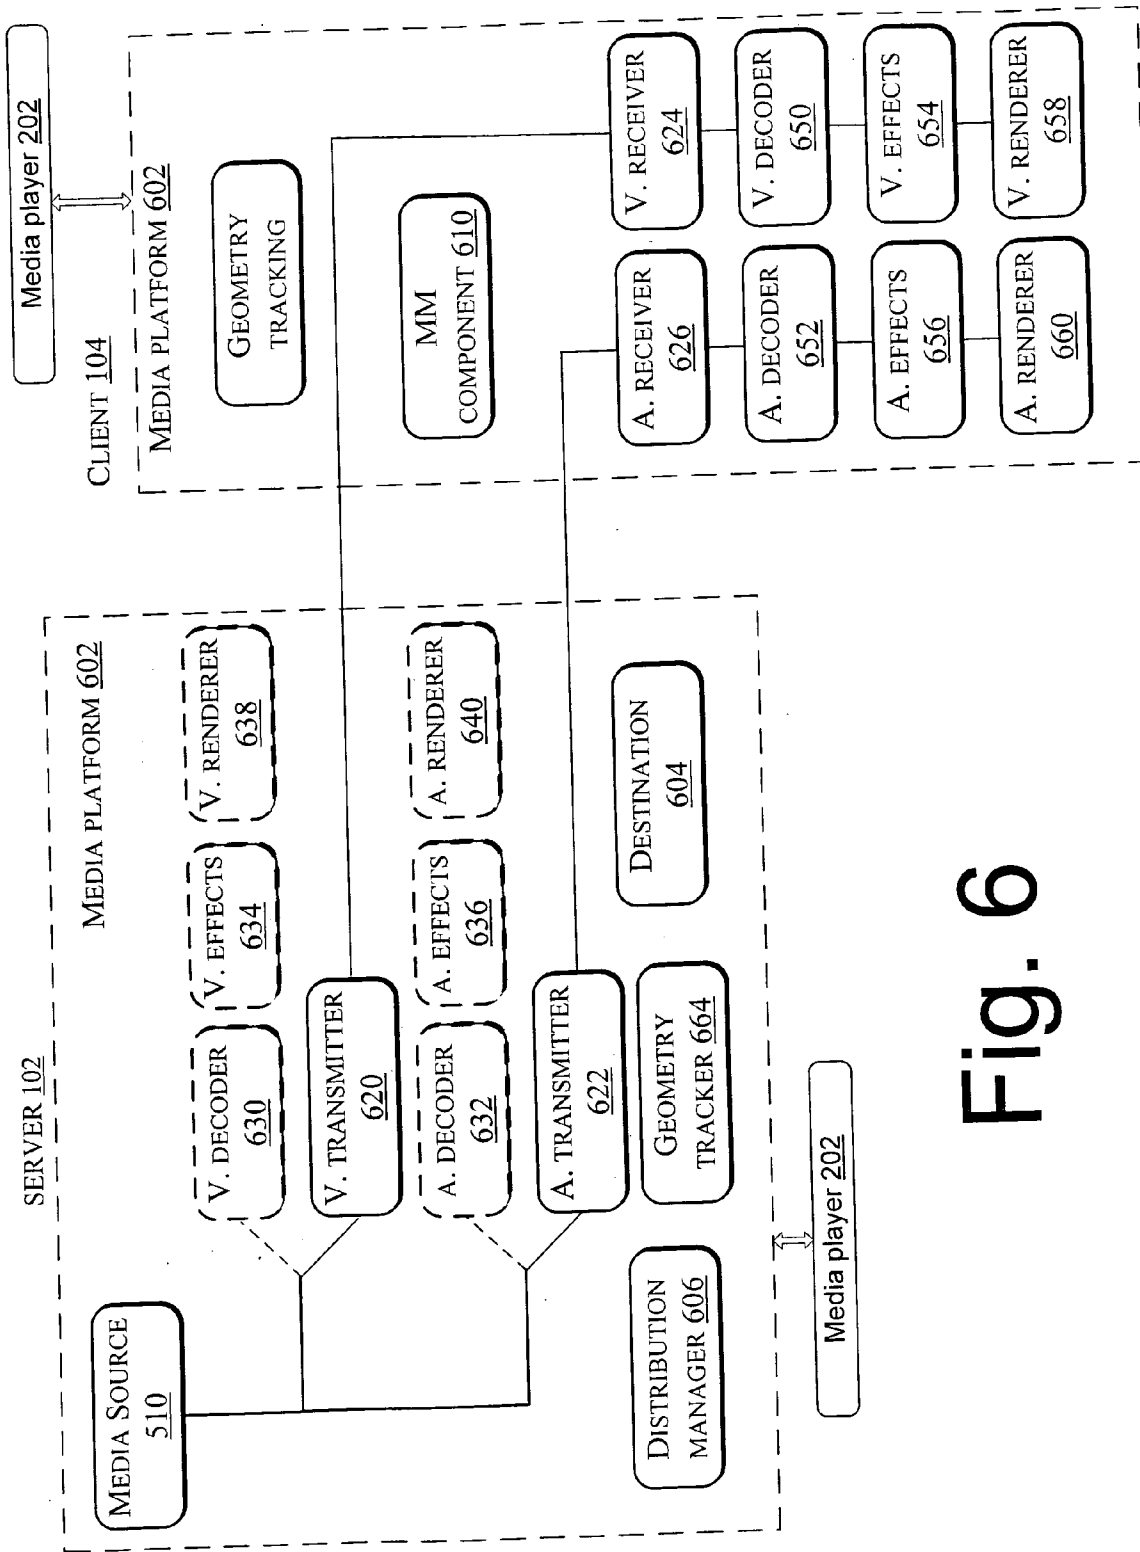 SERVER 102
MEDIA PLATFORM 602
MEDIA SOURCE
510
V. DECODER
630
V. EFFECTS
634
V. RENDERER
638
V. TRANSMITTER
620
A. DECODER
632
A. EFFECTS
636
A. RENDERER
640
A. TRANSMITTER
622
DISTRIBUTION
MANAGER 606
GEOMETRY
TRACKER 664
DESTINATION
604
Media player 202
CLIENT 104
Media player 202
MEDIA PLATFORM 602
GEOMETRY
TRACKING
MM
COMPONENT 610
A. RECEIVER
626
V. RECEIVER
624
A. DECODER
652
V. DECODER
650
A. EFFECTS
656
V. EFFECTS
654
A. RENDERER
660
V. RENDERER
658
Fig. 6